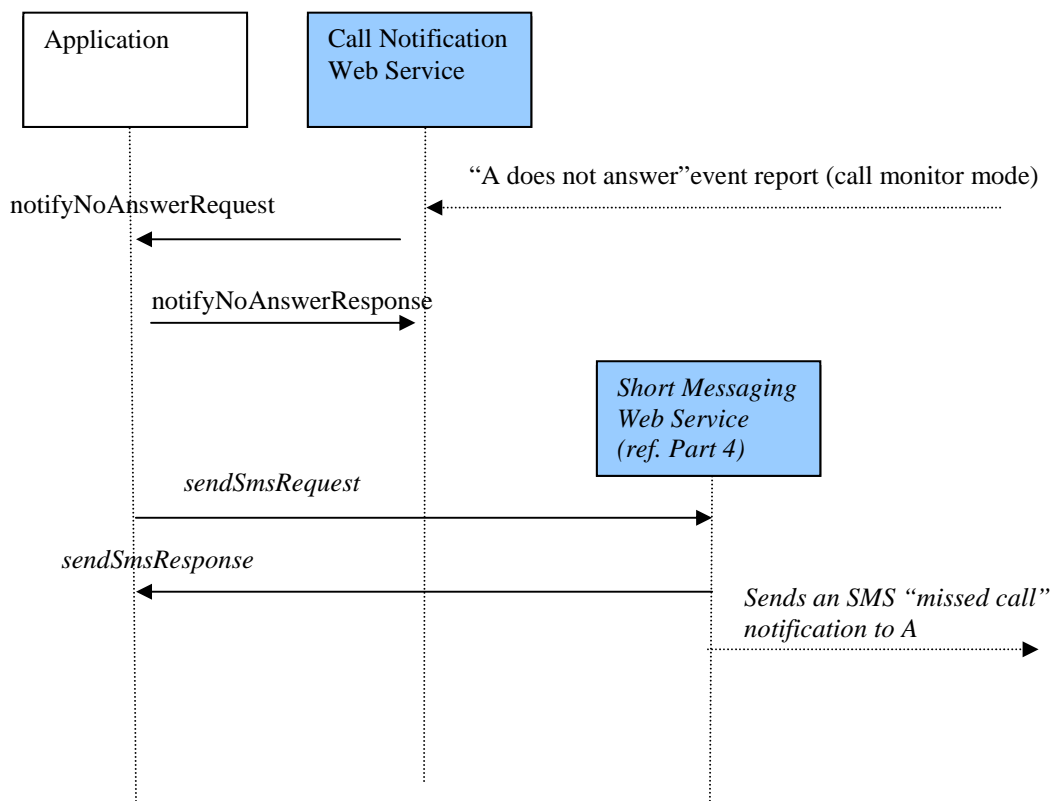 Application
Call Notification
Web Service
“A does not answer”event report (call monitor mode)
notifyNoAnswerRequest
notifyNoAnswerResponse
Short Messaging
Web Service
(ref. Part 4)
sendSmsRequest
sendSmsResponse
Sends an SMS “missed call”
notification to A